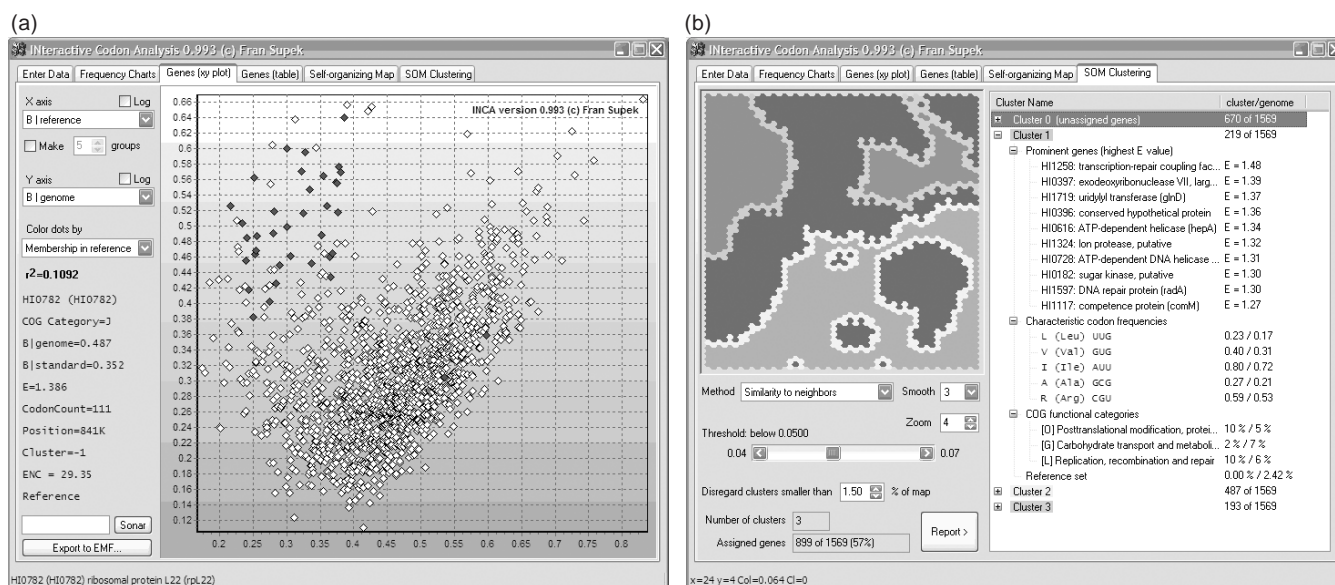 (a)
INteractive Codon Analysis 0.993 (c) Fran Supek
Enter Data Frequency Charts Genes (xy plot) Genes (table) Self-organizing Map SOM Clustering
X axis Log
B | reference
Make 5 groups
Y axis Log
B | genome
Color dots by
Membership in reference
r²=0.1092
HI0782 (HI0782)
COG Category=J
B|genome=0.487
B|standard=0.352
E=1.386
CodonCount=111
Position=841K
Cluster=-1
ENC = 29.35
Reference
Sonar
Export to EMF...
INCA version 0.993 (c) Fran Supek
0.66
0.64
0.62
0.6
0.58
0.56
0.54
0.52
0.5
0.48
0.46
0.44
0.42
0.4
0.38
0.36
0.34
0.32
0.3
0.28
0.26
0.24
0.22
0.2
0.18
0.16
0.14
0.12
0.2 0.25 0.3 0.35 0.4 0.45 0.5 0.55 0.6 0.65 0.7 0.75 0.8
HI0782 (HI0782) ribosomal protein L22 (rpL22)
(b)
INteractive Codon Analysis 0.993 (c) Fran Supek
Enter Data Frequency Charts Genes (xy plot) Genes (table) Self-organizing Map SOM Clustering
Method Similarity to neighbors Smooth 3
Zoom 4
Threshold: below 0.0500
0.04 0.07
Disregard clusters smaller than 1.50 % of map
Number of clusters 3
Assigned genes 899 of 1569 (57%)
Report >
Cluster Name cluster/genome
Cluster 0 (unassigned genes) 670 of 1569
Cluster 1 219 of 1569
Prominent genes (highest E value)
HI1258: transcription-repair coupling fac... E = 1.48
HI0397: exodeoxyribonuclease VII, larg... E = 1.39
HI1719: uridylyl transferase (glnD) E = 1.37
HI0396: conserved hypothetical protein E = 1.36
HI0616: ATP-dependent helicase (hepA) E = 1.34
HI1324: lon protease, putative E = 1.32
HI0728: ATP-dependent DNA helicase ... E = 1.31
HI0182: sugar kinase, putative E = 1.30
HI1597: DNA repair protein (radA) E = 1.30
HI1117: competence protein (comM) E = 1.27
Characteristic codon frequencies
L (Leu) UUG 0.23 / 0.17
V (Val) GUG 0.40 / 0.31
I (Ile) AUU 0.80 / 0.72
A (Ala) GCG 0.27 / 0.21
R (Arg) CGU 0.59 / 0.53
COG functional categories
[O] Posttranslational modification, protei... 10 % / 5 %
[G] Carbohydrate transport and metaboli... 2 % / 7 %
[L] Replication, recombination and repair 10 % / 6 %
Reference set 0.00 % / 2.42 %
Cluster 2 487 of 1569
Cluster 3 193 of 1569
x=24 y=4 Col=0.064 Cl=0